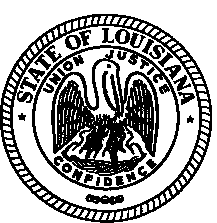 STATE OF LOUISIANA
UNION JUSTICE
CONFIDENCE